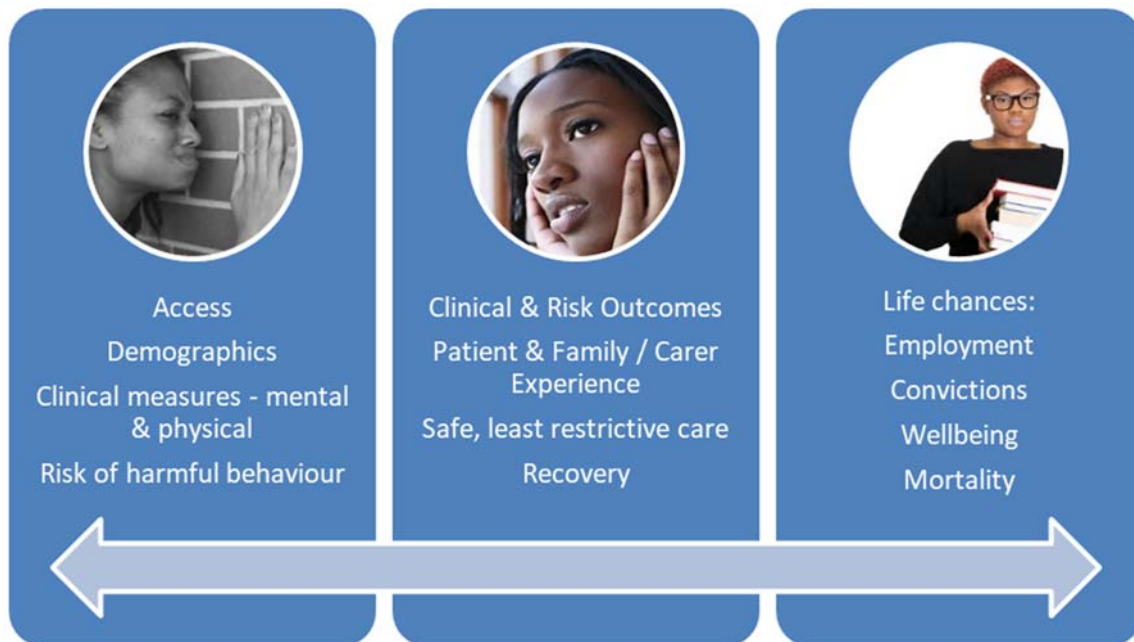 Access
Demographics
Clinical measures - mental
& physical
Risk of harmful behaviour
Clinical & Risk Outcomes
Patient & Family / Carer
Experience
Safe, least restrictive care
Recovery
Life chances:
Employment
Convictions
Wellbeing
Mortality